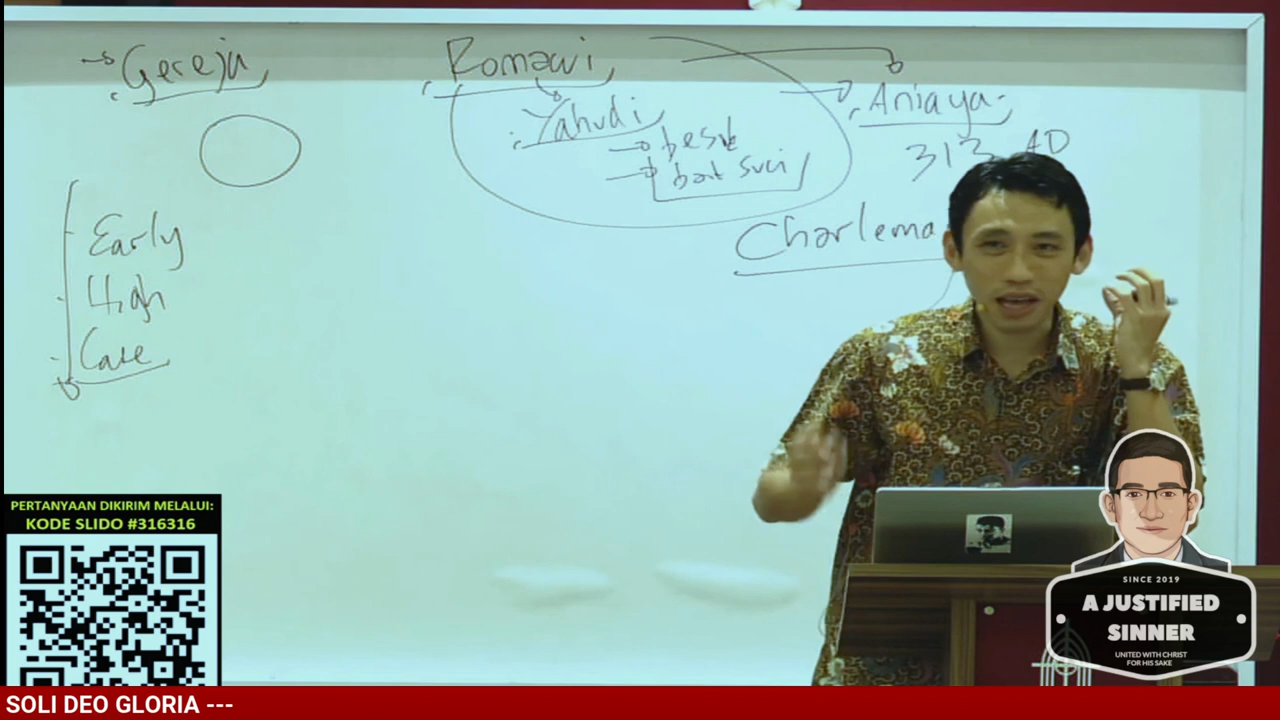 Gereja
Romawi
Yahudi
→ besk
→ bait suci
Aniaya
313 AD
Charlema
Early
High
Late
PERTANYAAN DIKIRIM MELALUI:
KODE SLIDO #316316
SINCE 2019
A JUSTIFIED
SINNER
UNITED WITH CHRIST
FOR HIS SAKE
SOLI DEO GLORIA ---